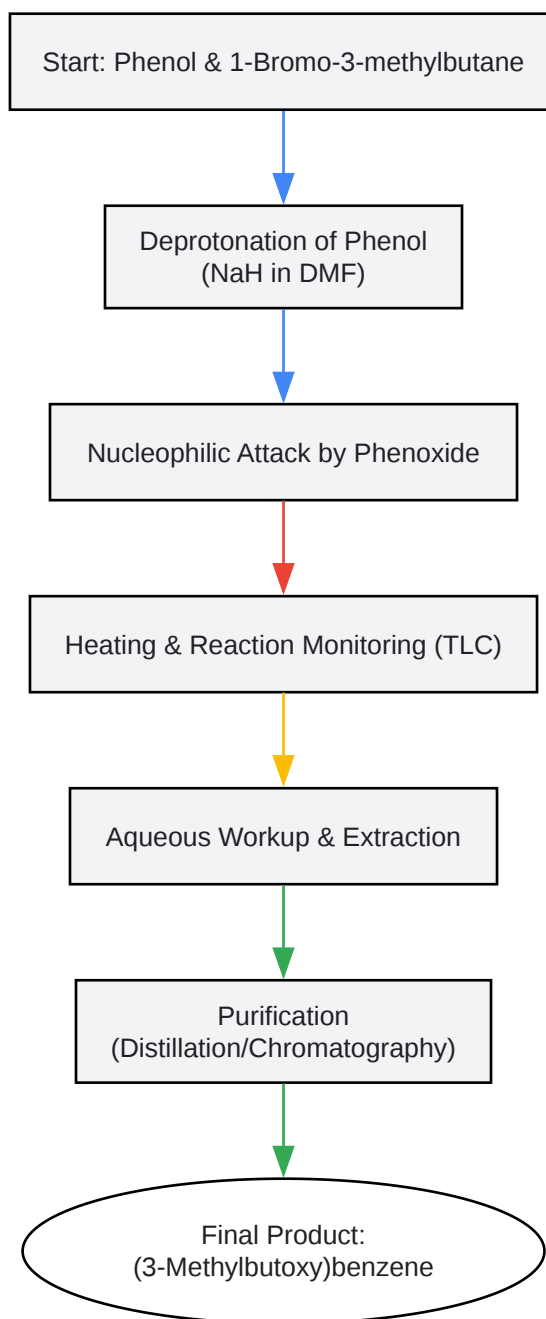 Start: Phenol & 1-Bromo-3-methylbutane
Deprotonation of Phenol
(NaH in DMF)
Nucleophilic Attack by Phenoxide
Heating & Reaction Monitoring (TLC)
Aqueous Workup & Extraction
Purification
(Distillation/Chromatography)
Final Product:
(3-Methylbutoxy)benzene